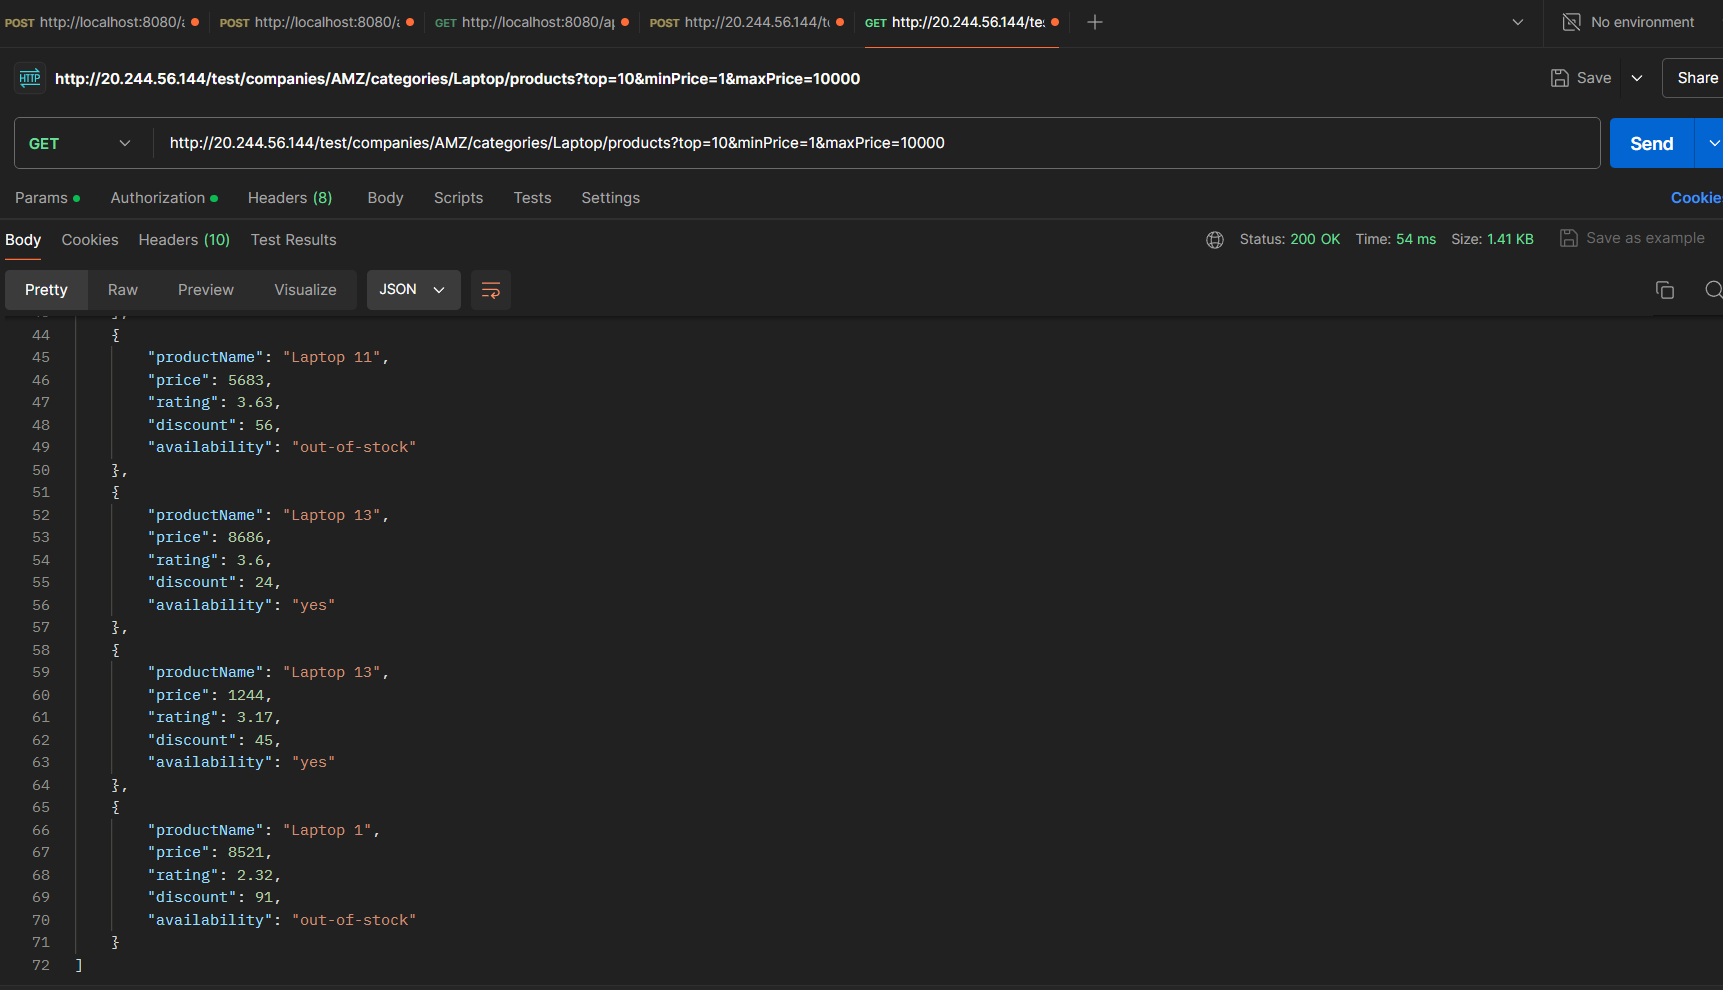 POST http://localhost:8080/a POST http://localhost:8080/a GET http://localhost:8080/ap POST http://20.244.56.144/te GET http://20.244.56.144/tes No environment
HTTP http://20.244.56.144/test/companies/AMZ/categories/Laptop/products?top=10&minPrice=1&maxPrice=10000 Save Share
GET http://20.244.56.144/test/companies/AMZ/categories/Laptop/products?top=10&minPrice=1&maxPrice=10000 Send
Params Authorization Headers (8) Body Scripts Tests Settings Cookie
Body Cookies Headers (10) Test Results Status: 200 OK Time: 54 ms Size: 1.41 KB Save as example
Pretty Raw Preview Visualize JSON
44 {
45 "productName": "Laptop 11",
46 "price": 5683,
47 "rating": 3.63,
48 "discount": 56,
49 "availability": "out-of-stock"
50 },
51 {
52 "productName": "Laptop 13",
53 "price": 8686,
54 "rating": 3.6,
55 "discount": 24,
56 "availability": "yes"
57 },
58 {
59 "productName": "Laptop 13",
60 "price": 1244,
61 "rating": 3.17,
62 "discount": 45,
63 "availability": "yes"
64 },
65 {
66 "productName": "Laptop 1",
67 "price": 8521,
68 "rating": 2.32,
69 "discount": 91,
70 "availability": "out-of-stock"
71 }
72 ]